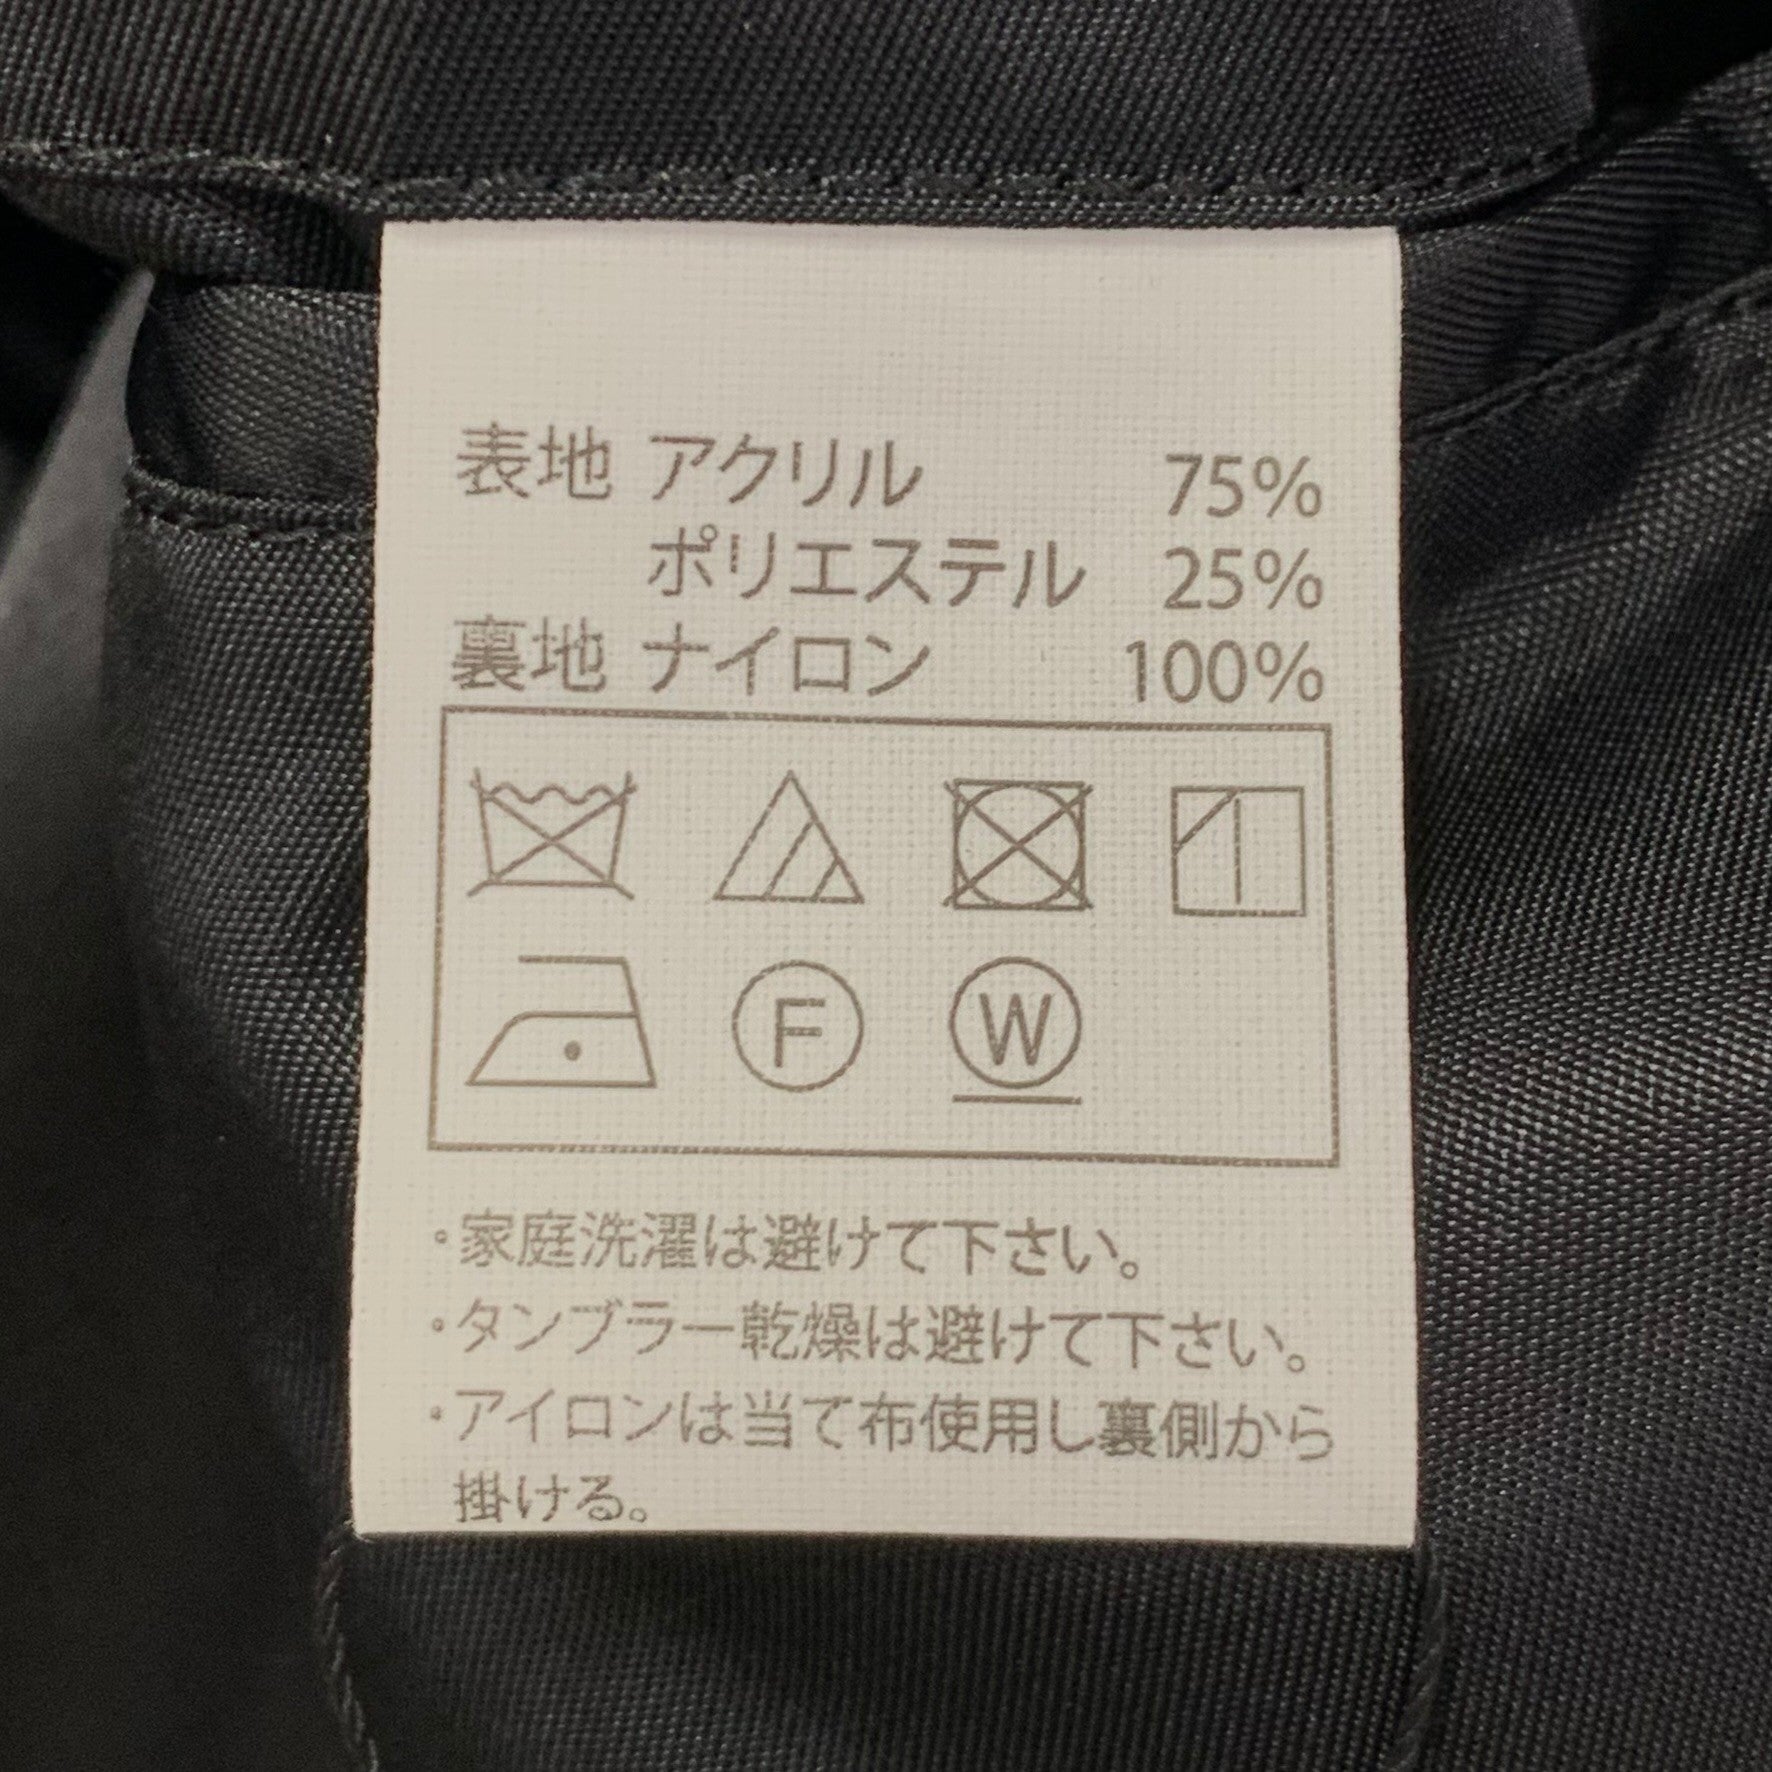 表地 アクリル 75%
ポリエステル 25%
裏地 ナイロン 100%
F W
・家庭洗濯は避けて下さい。
・タンブラー乾燥は避けて下さい。
・アイロンは当て布使用し裏側から
掛ける。